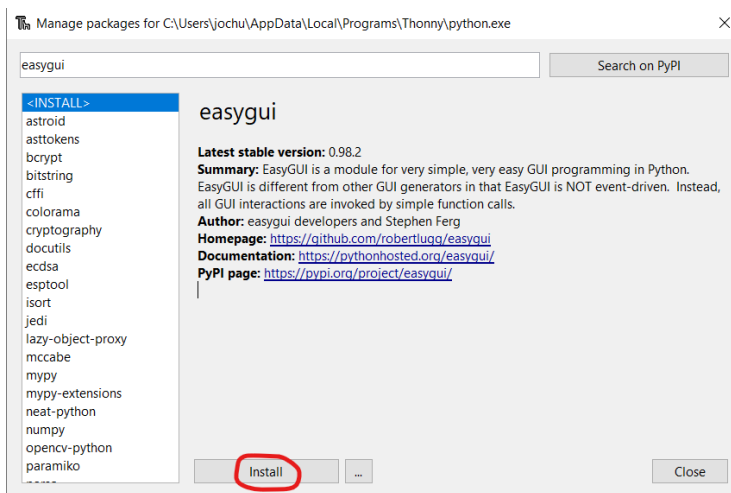 Manage packages for C:\Users\jochu\AppData\Local\Programs\Thonny\python.exe
easygui
Search on PyPI
<INSTALL>
astroid
asttokens
bcrypt
bitstring
cffi
colorama
cryptography
docutils
ecdsa
esptool
isort
jedi
lazy-object-proxy
mccabe
mypy
mypy-extensions
neat-python
numpy
opencv-python
paramiko
easygui
Latest stable version: 0.98.2
Summary: EasyGUI is a module for very simple, very easy GUI programming in Python.
EasyGUI is different from other GUI generators in that EasyGUI is NOT event-driven. Instead,
all GUI interactions are invoked by simple function calls.
Author: easygui developers and Stephen Ferg
Homepage: https://github.com/robertlugg/easygui
Documentation: https://pythonhosted.org/easygui/
PyPI page: https://pypi.org/project/easygui/
Install
...
Close